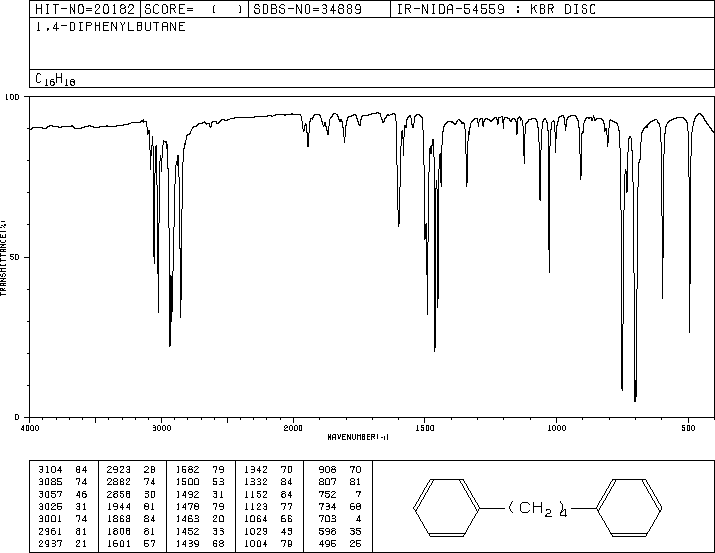 HIT-NO=20182 SCORE= ( ) SDBS-NO=34889 IR-NIDA-54559 : KBR DISC
1,4-DIPHENYLBUTANE
C16H18
100
50
0
TRANSMITTANCE(%)
4000 3000 2000 1500 1000 500
WAVENUMBER(-1)
3104 84 2923 28 1582 79 1342 70 908 70
3085 74 2882 74 1500 53 1332 84 807 81
3057 46 2858 30 1492 31 1152 84 752 7
3025 31 1944 81 1478 79 1123 77 734 68
3001 74 1868 84 1463 20 1064 66 703 4
2961 81 1808 81 1452 33 1029 43 598 35
2937 21 1601 57 1439 68 1004 79 495 25
(CH2)4